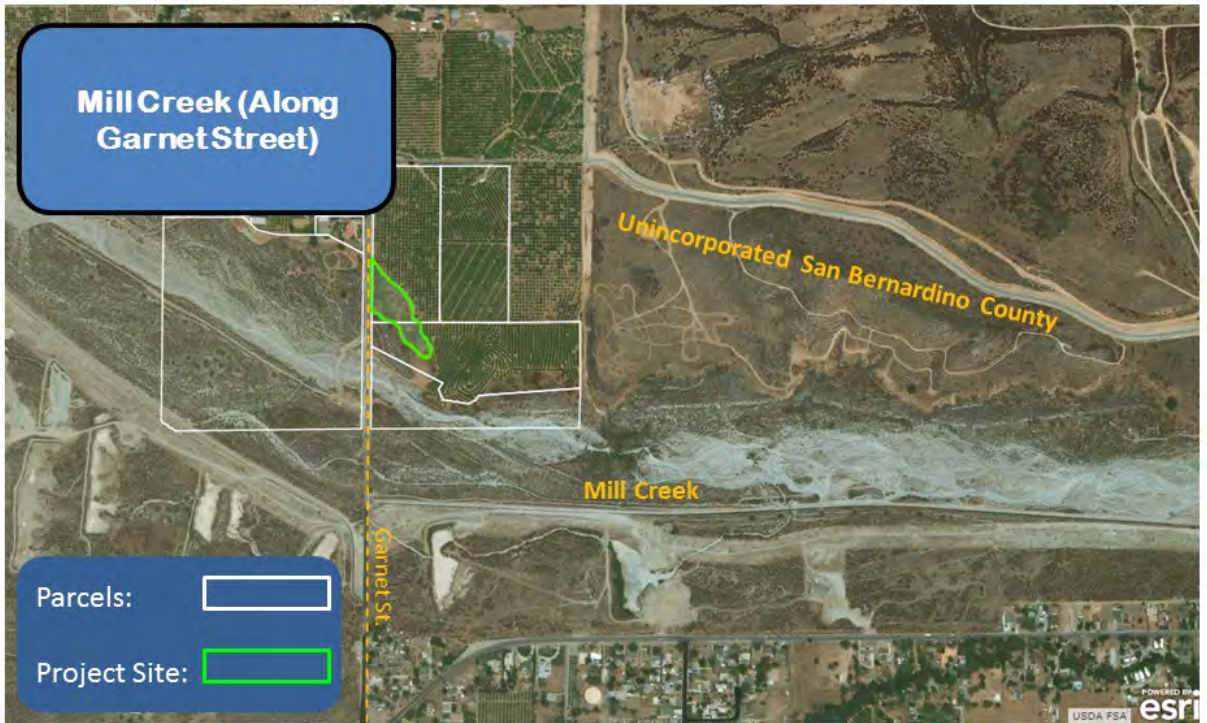 Mill Creek (Along
Garnet Street)
Unincorporated San Bernardino County
Mill Creek
Garnet St.
Parcels:
Project Site:
USDA FSA
POWERED BY
esri